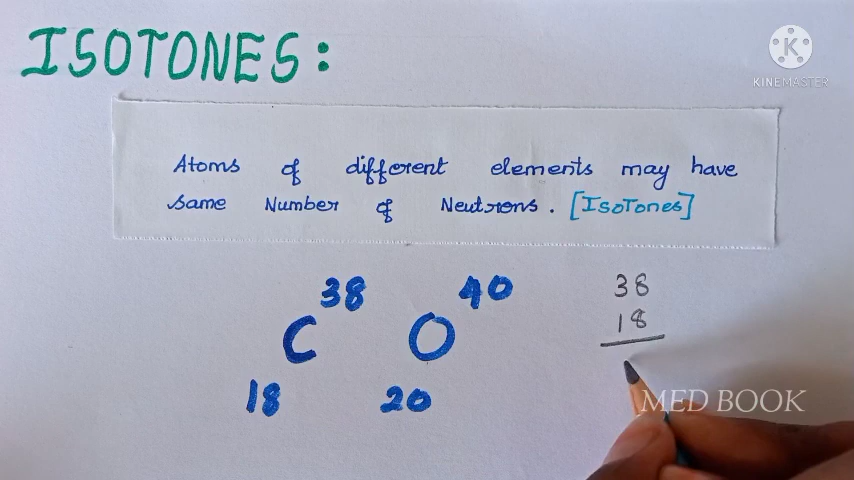 ISOTONES:
K
KINEMASTER
Atoms of different elements may have
same Number of Neutrons. [IsoTones]
38 40
C O
18 20
38
18
MED BOOK